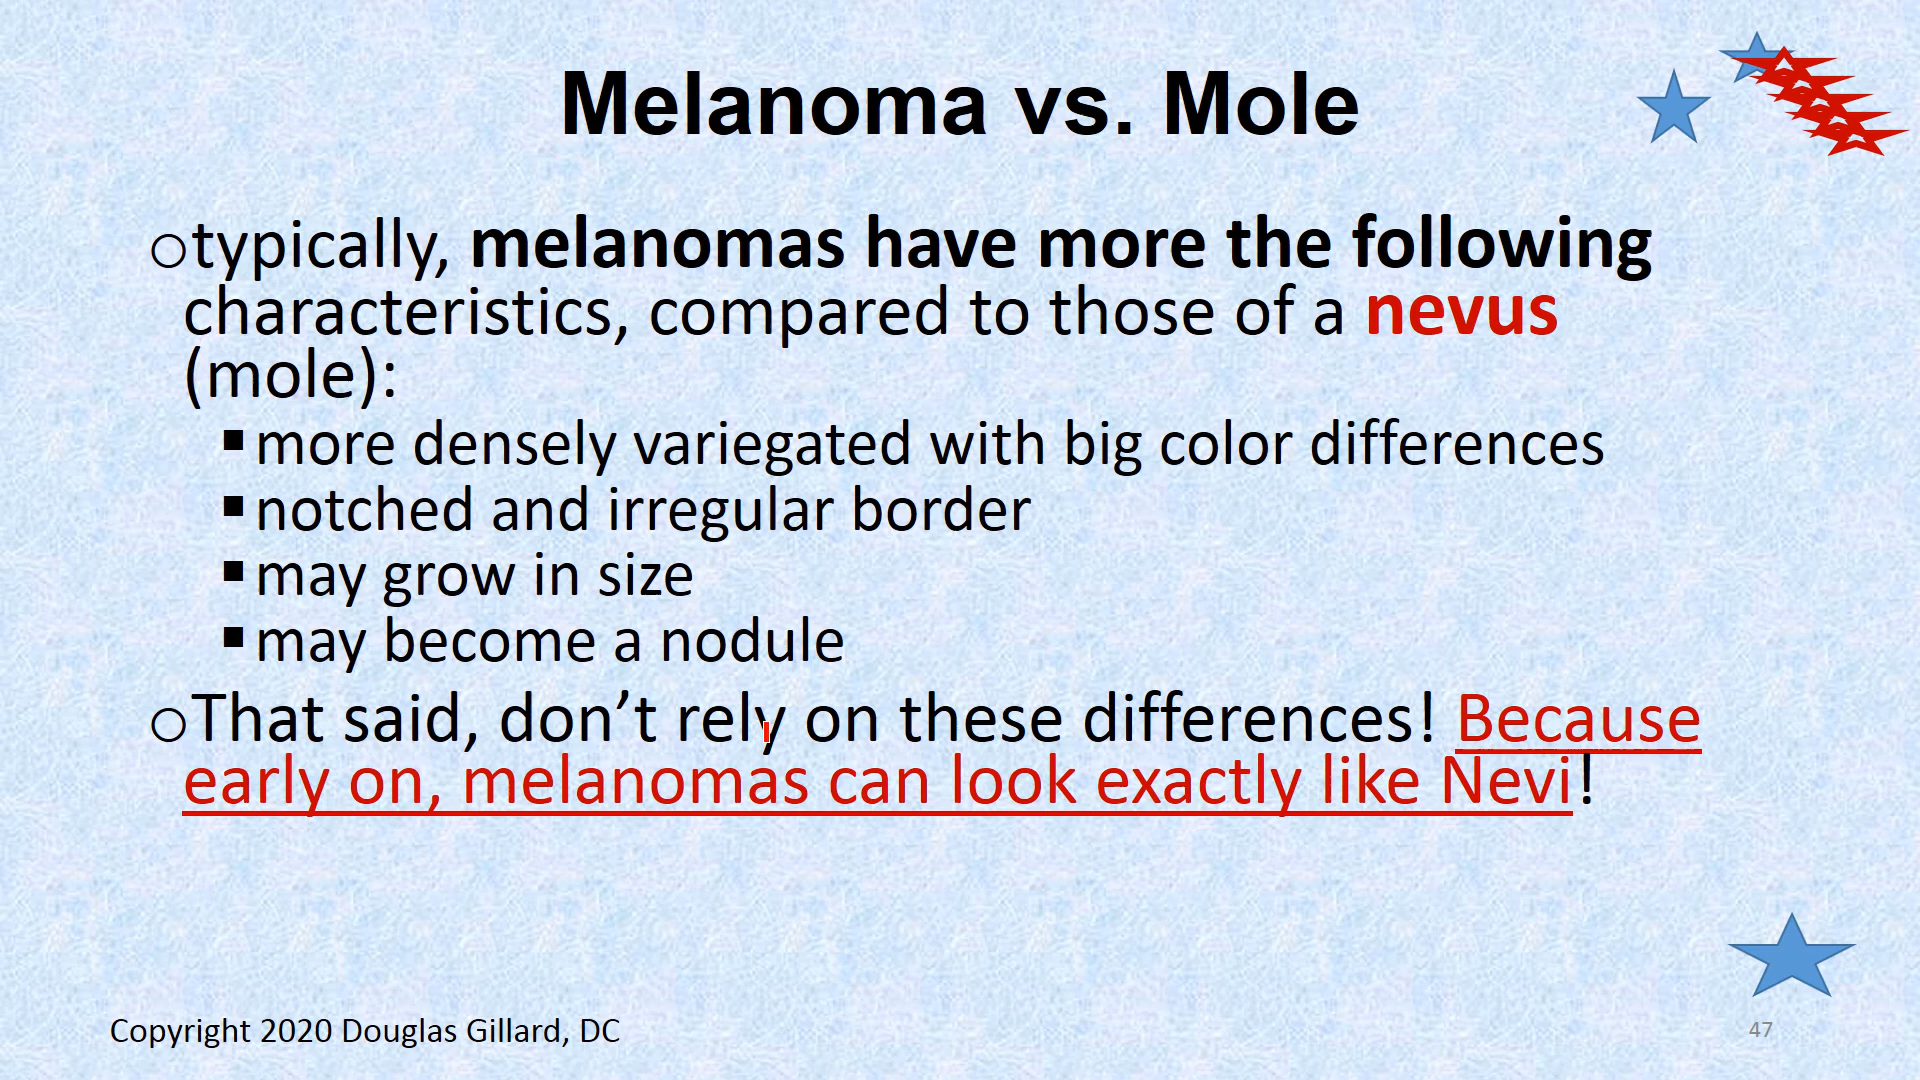 Melanoma vs. Mole
typically, melanomas have more the following
characteristics, compared to those of a nevus
(mole):
more densely variegated with big color differences
notched and irregular border
may grow in size
may become a nodule
That said, don’t rely on these differences! Because
early on, melanomas can look exactly like Nevi!
Copyright 2020 Douglas Gillard, DC
47